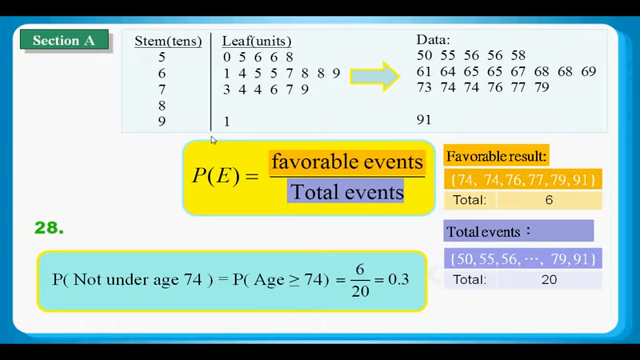 Section A
Stem(tens) Leaf(units) Data:
5 0 5 6 6 8 50 55 56 56 58
6 1 4 5 5 7 8 8 9 61 64 65 65 67 68 68 69
7 3 4 4 6 7 9 73 74 74 76 77 79
8
9 1 91
P(E) = favorable events / Total events
Favorable result:
{74, 74,76,77,79,91}
Total: 6
28.
Total events：
{50,55,56, ⋯, 79,91}
Total: 20
P( Not under age 74 ) = P( Age ≥ 74) = 6/20 = 0.3